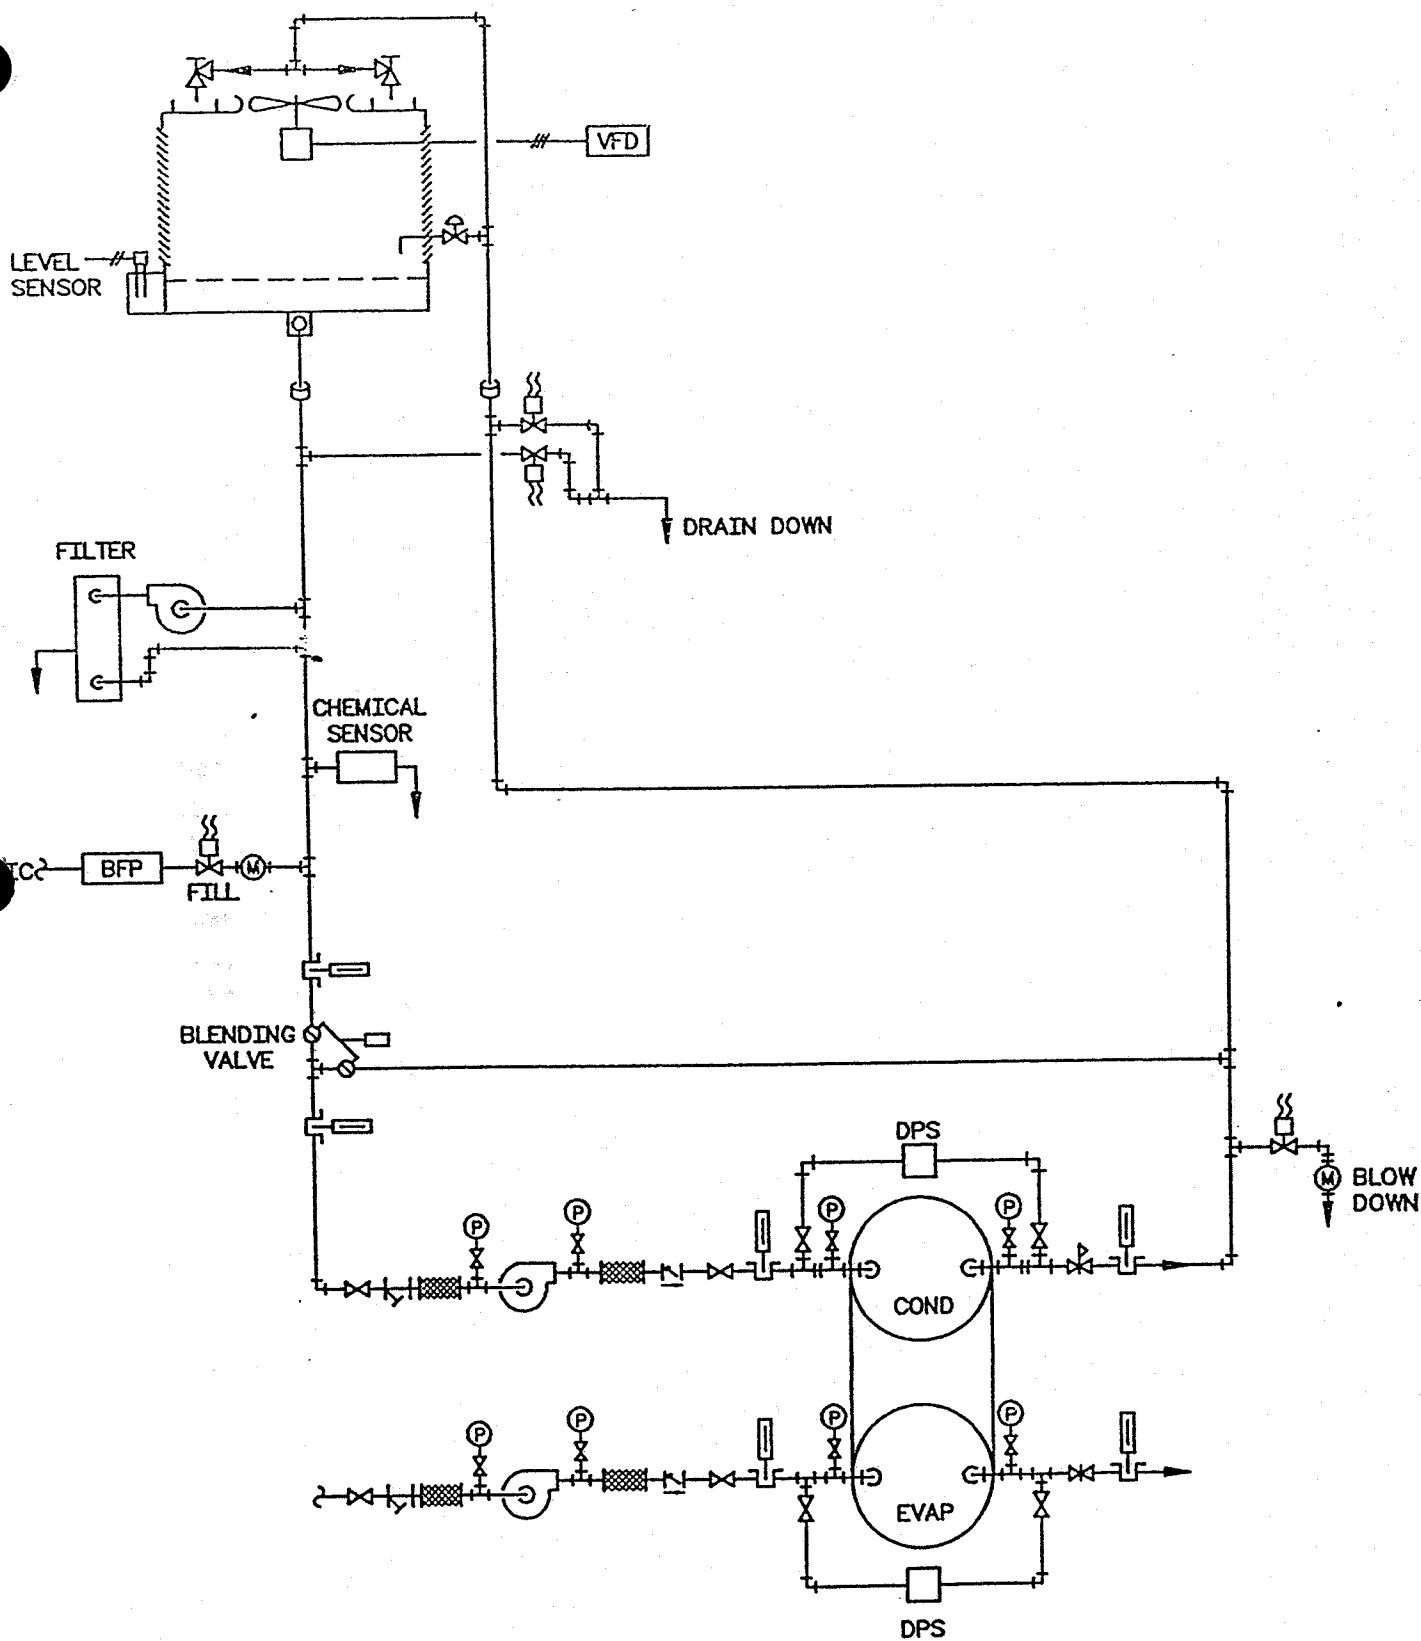 VFD
LEVEL
SENSOR
DRAIN DOWN
FILTER
CHEMICAL
SENSOR
BFP
M
FILL
BLENDING
VALVE
DPS
M
BLOW
DOWN
P
P
P
P
COND
P
P
P
P
EVAP
DPS